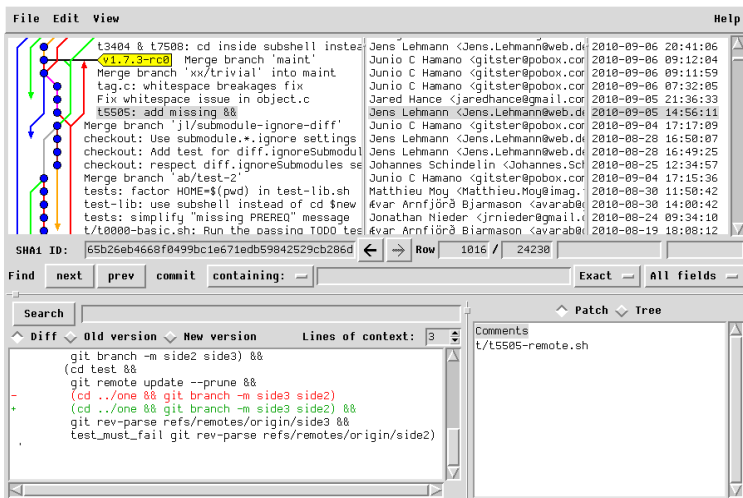 File Edit View Help
t3404 & t7508: cd inside subshell instea Jens Lehmann <Jens.Lehmann@web.de 2010-09-06 20:41:06
v1.7.3-rc0 Merge branch 'maint' Junio C Hamano <gitster@pobox.com 2010-09-06 09:12:04
Merge branch 'xx/trivial' into maint Junio C Hamano <gitster@pobox.com 2010-09-06 09:11:59
tag.c: whitespace breakages fix Junio C Hamano <gitster@pobox.com 2010-09-06 07:32:05
Fix whitespace issue in object.c Jared Hance <jaredhance@gmail.com 2010-09-05 21:36:33
t5505: add missing && Jens Lehmann <Jens.Lehmann@web.de 2010-09-05 14:56:11
Merge branch 'jl/submodule-ignore-diff' Junio C Hamano <gitster@pobox.com 2010-09-04 17:17:09
checkout: Use submodule.*.ignore settings Jens Lehmann <Jens.Lehmann@web.de 2010-08-28 16:50:07
checkout: Add test for diff.ignoreSubmodul Jens Lehmann <Jens.Lehmann@web.de 2010-08-28 16:49:25
checkout: respect diff.ignoreSubmodules se Johannes Schindelin <Johannes.Sch 2010-08-25 12:34:57
Merge branch 'ab/test-2' Junio C Hamano <gitster@pobox.com 2010-09-04 17:15:36
tests: factor HOME=$(pwd) in test-lib.sh Matthieu Moy <Matthieu.Moy@imag. 2010-08-30 11:50:42
test-lib: use subshell instead of cd $new Ævar Arnfjörð Bjarmason <avarab@ 2010-08-30 14:00:42
tests: simplify "missing PREREQ" message Jonathan Nieder <jrnieder@gmail.c 2010-08-24 09:34:10
t/t0000-basic.sh: Run the passing TODO tes Ævar Arnfjörð Bjarmason <avarab@ 2010-08-19 18:08:12
SHA1 ID: 65b26eb4668f0499bc1e671edb59842529cb286d Row 1016 / 24230
Find next prev commit containing: Exact All fields
Search
Diff Old version New version Lines of context: 3
git branch -m side2 side3) &&
(cd test &&
git remote update --prune &&
- (cd ../one && git branch -m side3 side2)
+ (cd ../one && git branch -m side3 side2) &&
git rev-parse refs/remotes/origin/side3 &&
test_must_fail git rev-parse refs/remotes/origin/side2)
'
Patch Tree
Comments
t/t5505-remote.sh